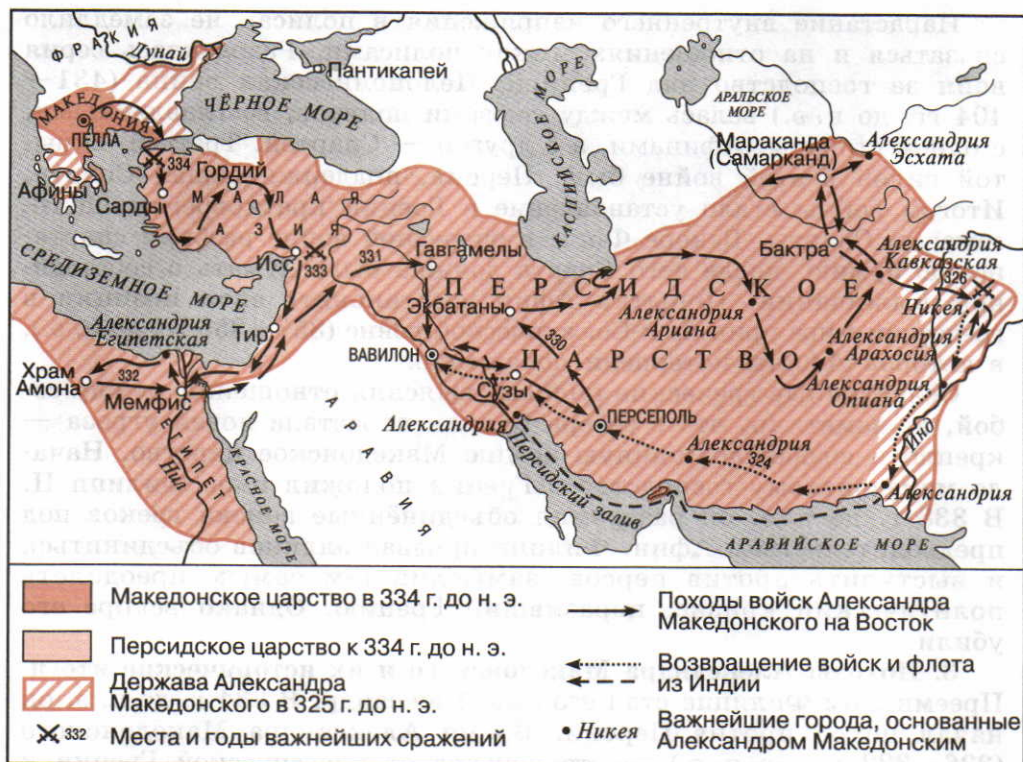 ФРАКИЯ
Дунай
Пантикапей
МАКЕДОНИЯ
ПЕЛЛА
ЧЁРНОЕ МОРЕ
КАСПИЙСКОЕ МОРЕ
АРАЛЬСКОЕ
МОРЕ
Мараканда
(Самарканд)
Александрия
Эсхата
334
Афины
Сарды
Гордий
МАЛАЯ
АЗИЯ
Исс
333
331
Гавгамелы
Бактра
Александрия
Кавказская
326
Никея
СРЕДИЗЕМНОЕ МОРЕ
Александрия
Египетская
Тир
Экбатаны
ПЕРСИДСКОЕ
ЦАРСТВО
Александрия
Ариана
330
Александрия
Арахосия
Храм
Амона
332
Мемфис
ВАВИЛОН
Сузы
ПЕРСЕПОЛЬ
Александрия
Опиана
Инд
ЕГИПЕТ
Нил
КРАСНОЕ МОРЕ
АРАВИЯ
Александрия
Персидский залив
Александрия
324
Александрия
АРАВИЙСКОЕ МОРЕ
Македонское царство в 334 г. до н. э.
Персидское царство к 334 г. до н. э.
Держава Александра
Македонского в 325 г. до н. э.
332 Места и годы важнейших сражений
Походы войск Александра
Македонского на Восток
Возвращение войск и флота
из Индии
Никея Важнейшие города, основанные
Александром Македонским